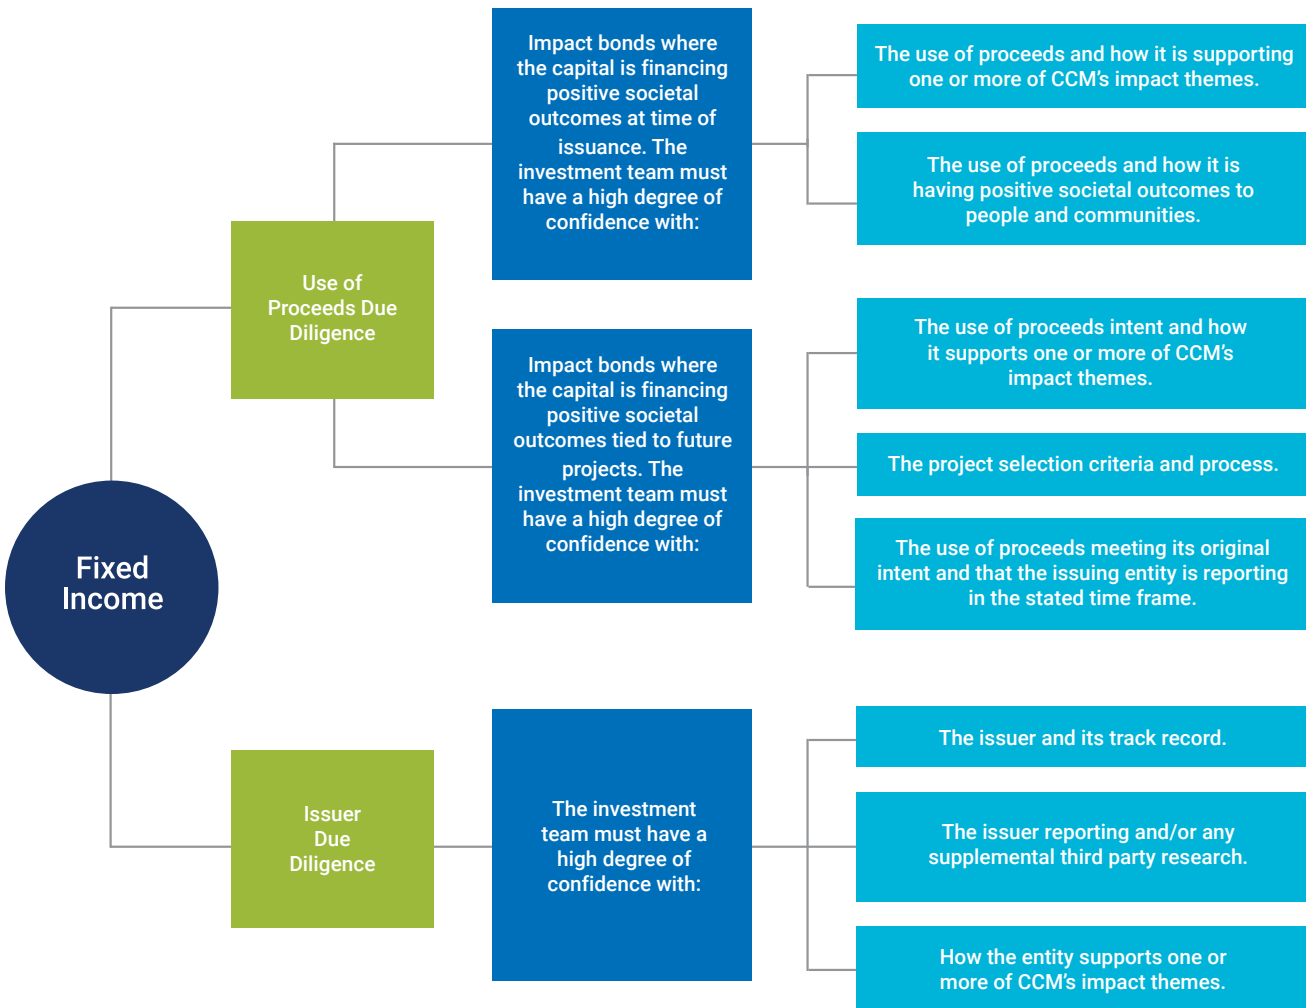 Fixed
Income
Use of
Proceeds Due
Diligence
Impact bonds where
the capital is financing
positive societal
outcomes at time of
issuance. The
investment team must
have a high degree of
confidence with:
The use of proceeds and how it is supporting
one or more of CCM's impact themes.
The use of proceeds and how it is
having positive societal outcomes to
people and communities.
Impact bonds where
the capital is financing
positive societal
outcomes tied to future
projects. The
investment team must
have a high degree of
confidence with:
The use of proceeds intent and how
it supports one or more of CCM's
impact themes.
The project selection criteria and process.
The use of proceeds meeting its original
intent and that the issuing entity is reporting
in the stated time frame.
Issuer
Due
Diligence
The investment
team must have a
high degree of
confidence with:
The issuer and its track record.
The issuer reporting and/or any
supplemental third party research.
How the entity supports one or
more of CCM's impact themes.